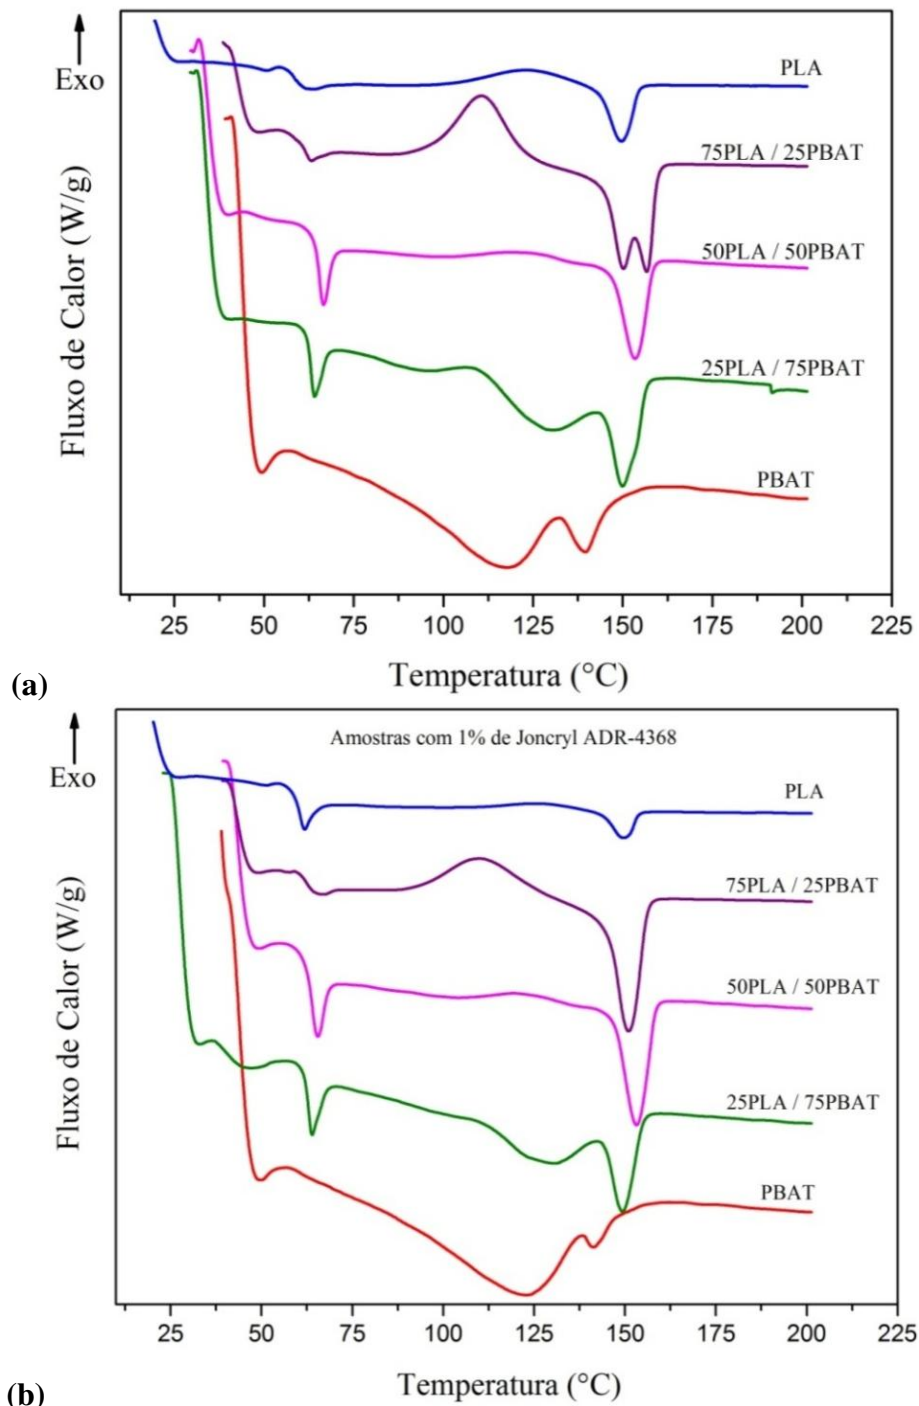 Exo
Fluxo de Calor (W/g)
PLA
75PLA / 25PBAT
50PLA / 50PBAT
25PLA / 75PBAT
PBAT
25 50 75 100 125 150 175 200 225
Temperatura (°C)
(a)
Exo
Fluxo de Calor (W/g)
Amostras com 1% de Joncryl ADR-4368
PLA
75PLA / 25PBAT
50PLA / 50PBAT
25PLA / 75PBAT
PBAT
25 50 75 100 125 150 175 200 225
Temperatura (°C)
(b)